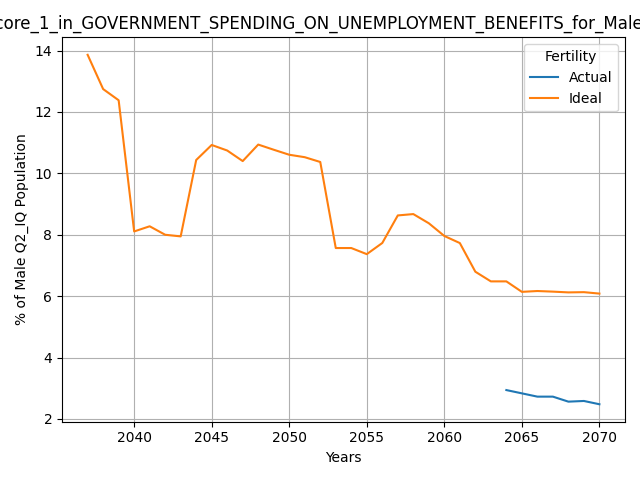 core_1_in_GOVERNMENT_SPENDING_ON_UNEMPLOYMENT_BENEFITS_for_Male
Fertility
Actual
Ideal
% of Male Q2_IQ Population
14
12
10
8
6
4
2
2040 2045 2050 2055 2060 2065 2070
Years